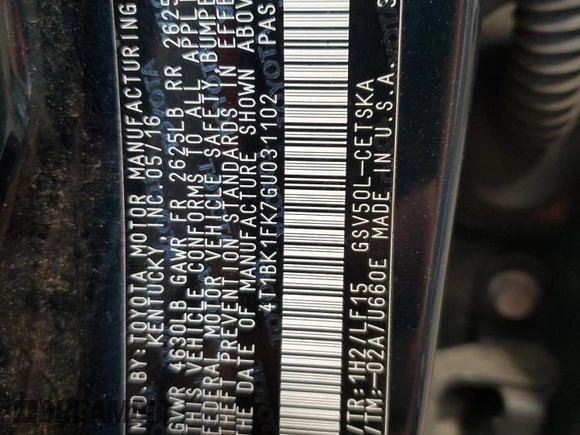 MFD BY: TOYOTA MOTOR MANUFACTURING
KENTUCKY, INC. 05/16
GVWR 4630LB GAWR FR 2625LB RR 2625
THIS VEHICLE CONFORMS TO ALL APPLI
FEDERAL MOTOR VEHICLE SAFETY, BUMPE
THEFT PREVENTION STANDARDS IN EFFE
THE DATE OF MANUFACTURE SHOWN ABOV
4T1BK1FK7GU031102 PAS
/TR: 1H2/LF15 GSV50L-CETSKA
/TM:-02A7U660E MADE IN U.S.A.